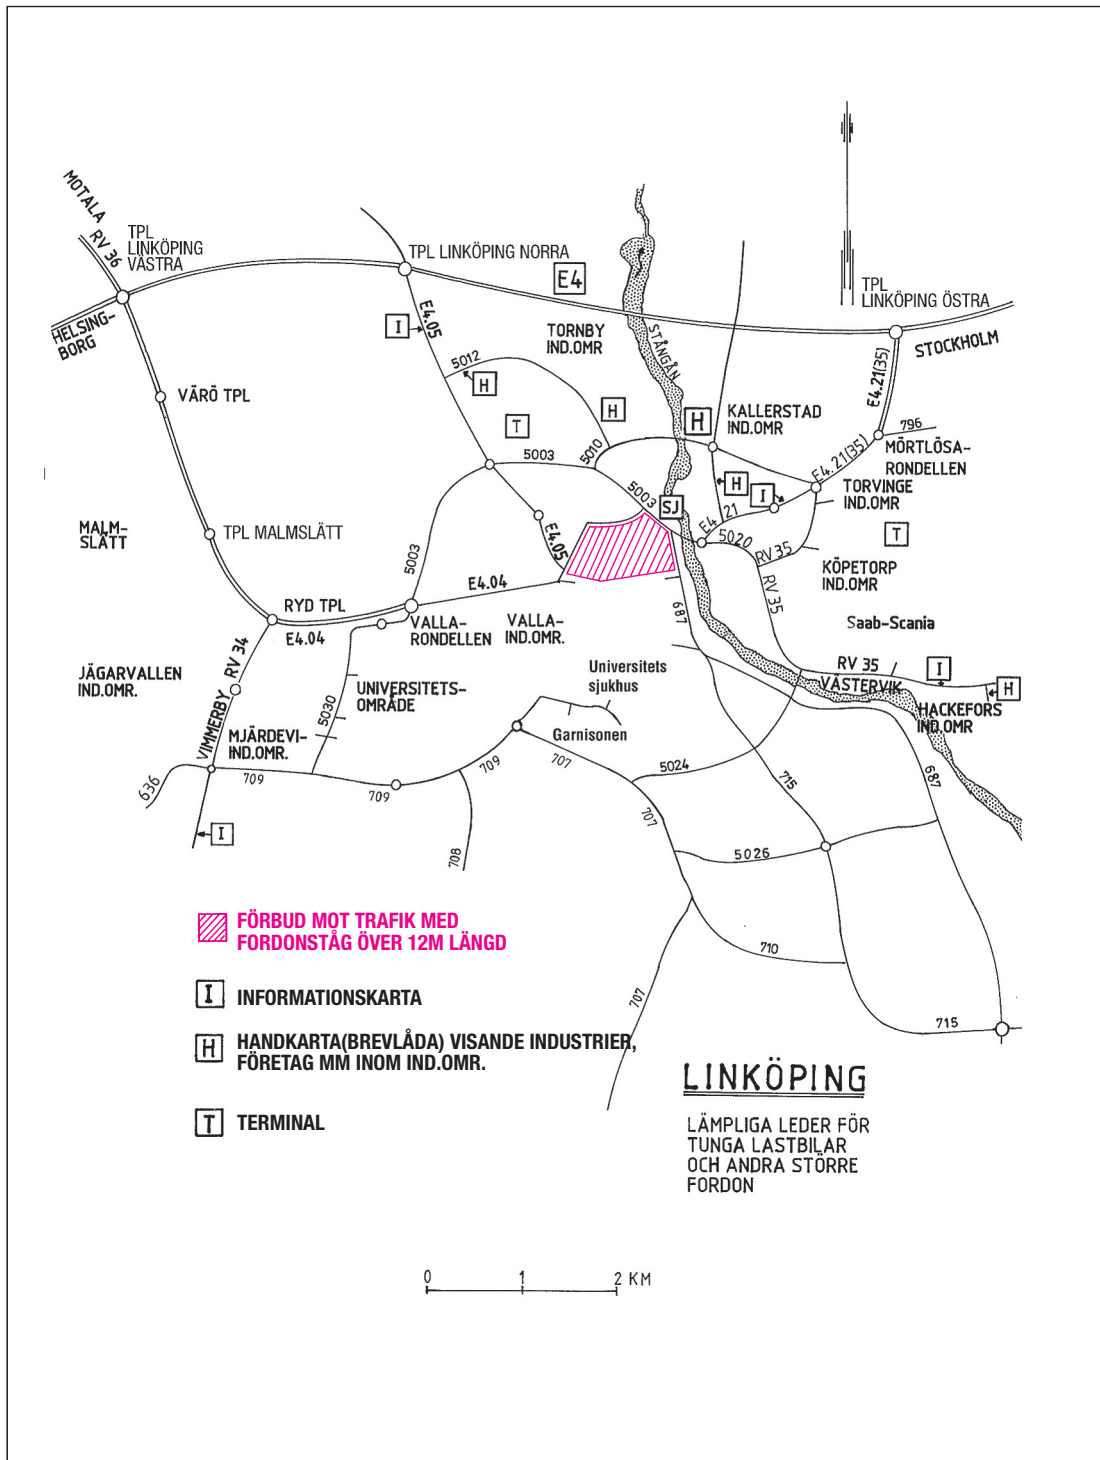 MOTALA
RV 36
TPL
LINKÖPING
VÄSTRA
TPL LINKÖPING NORRA
E4
TPL
LINKÖPING ÖSTRA
HELSING-
BORG
STOCKHOLM
I
E4.05
TORNBY
IND.OMR
STÅNGÅN
E4.21(35)
5012
H
VÄRÖ TPL
H
T
H
KALLERSTAD
IND.OMR
796
MÖRTLÖSA-
RONDELLEN
5003
5010
E4.21(35)
H
I
TORVINGE
IND.OMR
5003
SJ
E4.21
MALM-
SLÄTT
TPL MALMSLÄTT
E4.05
5020
RV 35
T
5003
KÖPETORP
IND.OMR
E4.04
RV 35
RYD TPL
E4.04
VALLA-
RONDELLEN
VALLA-
IND.OMR.
687
Saab-Scania
JÄGARVALLEN
IND.OMR.
VIMMERBY RV 34
UNIVERSITETS-
OMRÅDE
Universitets
sjukhus
RV 35
VÄSTERVIK
I
H
5030
HACKEFORS
IND.OMR
MJÄRDEVI-
IND.OMR.
Garnisonen
636
709
709
709
707
5024
715
687
I
708
707
5026
FÖRBUD MOT TRAFIK MED
FORDONSTÅG ÖVER 12M LÄNGD
710
I INFORMATIONSKARTA
707
715
H HANDKARTA(BREVLÅDA) VISANDE INDUSTRIER,
FÖRETAG MM INOM IND.OMR.
T TERMINAL
LINKÖPING
LÄMPLIGA LEDER FÖR
TUNGA LASTBILAR
OCH ANDRA STÖRRE
FORDON
0 1 2 KM